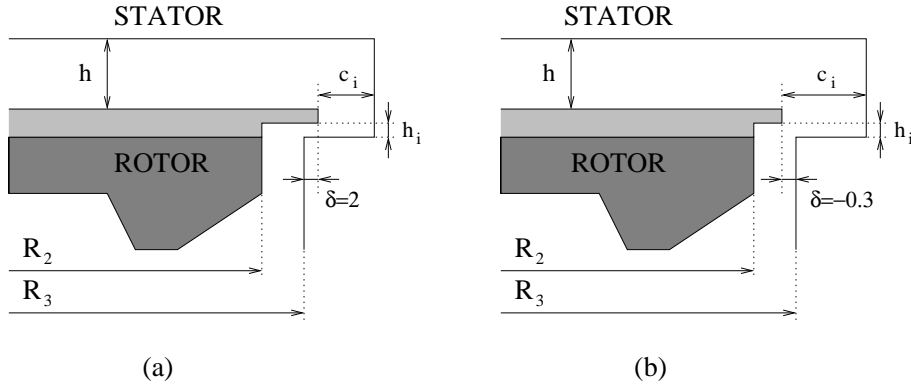 STATOR
h
c i
h i
ROTOR
δ=2
R 2
R 3
(a)
STATOR
h
c i
h i
ROTOR
δ=−0.3
R 2
R 3
(b)